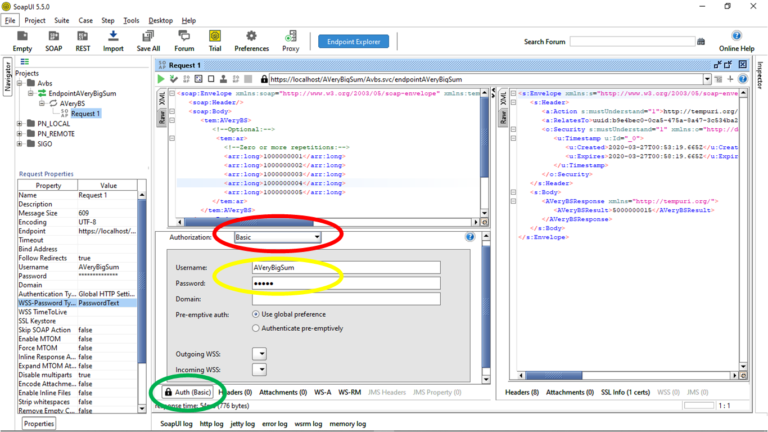 SoapUI 5.5.0
File Project Suite Case Step Tools Desktop Help
Empty SOAP REST Import Save All Forum Trial Preferences Proxy
Endpoint Explorer
Search Forum
Online Help
Navigator
Projects
Avbs
EndpointAVeryBigSum
AVeryBS
Request 1
PN_LOCAL
PN_REMOTE
SIGO
Request Properties
Property Value
Name Request 1
Description
Message Size 609
Encoding UTF-8
Endpoint https://localhost/...
Timeout
Bind Address
Follow Redirects true
Username AVeryBigSum
Password **************
Domain
Authentication Ty... Global HTTP Setti...
WSS-Password Ty... PasswordText
WSS TimeToLive
SSL Keystore
Skip SOAP Action false
Enable MTOM false
Force MTOM false
Inline Response A... false
Expand MTOM At... false
Disable multiparts true
Encode Attachme... false
Enable Inline Files false
Strip whitespaces false
Remove Empty C... false
Properties
Request 1
https://localhost/AVeryBigSum/Avbs.svc/endpointAVeryBigSum
XML
Raw
<soap:Envelope xmlns:soap="http://www.w3.org/2003/05/soap-envelope" xmlns:tem
<soap:Header/>
<soap:Body>
<tem:AVeryBS>
<!--Optional:-->
<tem:ar>
<!--Zero or more repetitions:-->
<arr:long>1000000001</arr:long>
<arr:long>1000000002</arr:long>
<arr:long>1000000003</arr:long>
<arr:long>1000000004</arr:long>
<arr:long>1000000005</arr:long>
</tem:ar>
</tem:AVeryBS>
Authorization: Basic
Username: AVeryBigSum
Password: •••••
Domain:
Pre-emptive auth: Use global preference
Authenticate pre-emptively
Outgoing WSS:
Incoming WSS:
Auth (Basic) Headers (0) Attachments (0) WS-A WS-RM JMS Headers JMS Property (0)
XML
Raw
<s:Envelope xmlns:s="http://www.w3.org/2003/05/soap-envelope"
<s:Header>
<a:Action s:mustUnderstand="1">http://tempuri.org/
<o:Security s:mustUnderstand="1"
<u:Timestamp u:Id="_0">
<u:Created>2020-03-27T00:53:19.665Z</u:Create
<u:Expires>2020-03-27T00:58:19.665Z</u:Expire
</u:Timestamp>
</o:Security>
</s:Header>
<s:Body>
<AVeryBSResponse xmlns="http://tempuri.org/">
<AVeryBSResult>5000000015</AVeryBSResult>
</AVeryBSResponse>
</s:Body>
</s:Envelope>
Headers (8) Attachments (0) SSL Info (1 certs) WSS (0) JMS (0)
(776 bytes)
1 : 1
SoapUI log http log jetty log error log wsrm log memory log
Inspector